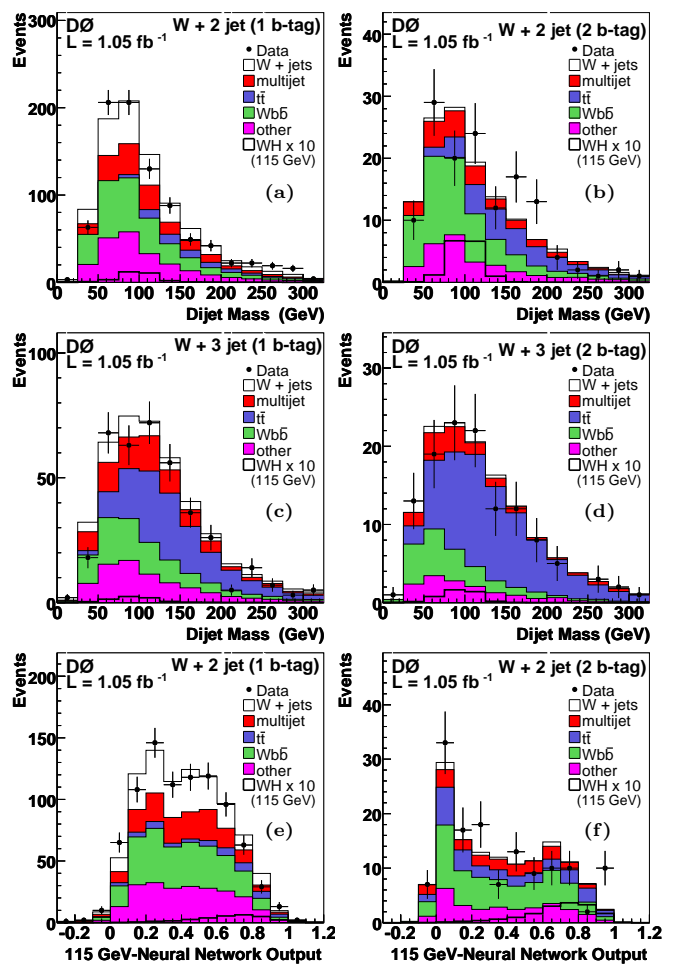 DØ
W + 2 jet (1 b-tag)
L = 1.05 fb⁻¹
Events
300
200
100
0
Data
W + jets
multijet
tt̄
Wbb̄
other
WH x 10
(115 GeV)
(a)
0 50 100 150 200 250 300
Dijet Mass (GeV)
DØ
W + 2 jet (2 b-tag)
L = 1.05 fb⁻¹
Events
40
30
20
10
0
Data
W + jets
multijet
tt̄
Wbb̄
other
WH x 10
(115 GeV)
(b)
0 50 100 150 200 250 300
Dijet Mass (GeV)
DØ
W + 3 jet (1 b-tag)
L = 1.05 fb⁻¹
Events
100
50
0
Data
W + jets
multijet
tt̄
Wbb̄
other
WH x 10
(115 GeV)
(c)
0 50 100 150 200 250 300
Dijet Mass (GeV)
DØ
W + 3 jet (2 b-tag)
L = 1.05 fb⁻¹
Events
30
20
10
0
Data
W + jets
multijet
tt̄
Wbb̄
other
WH x 10
(115 GeV)
(d)
0 50 100 150 200 250 300
Dijet Mass (GeV)
DØ
W + 2 jet (1 b-tag)
L = 1.05 fb⁻¹
Events
200
150
100
50
0
Data
W + jets
multijet
tt̄
Wbb̄
other
WH x 10
(115 GeV)
(e)
-0.2 0 0.2 0.4 0.6 0.8 1 1.2
115 GeV-Neural Network Output
DØ
W + 2 jet (2 b-tag)
L = 1.05 fb⁻¹
Events
40
30
20
10
0
Data
W + jets
multijet
tt̄
Wbb̄
other
WH x 10
(115 GeV)
(f)
-0.2 0 0.2 0.4 0.6 0.8 1 1.2
115 GeV-Neural Network Output